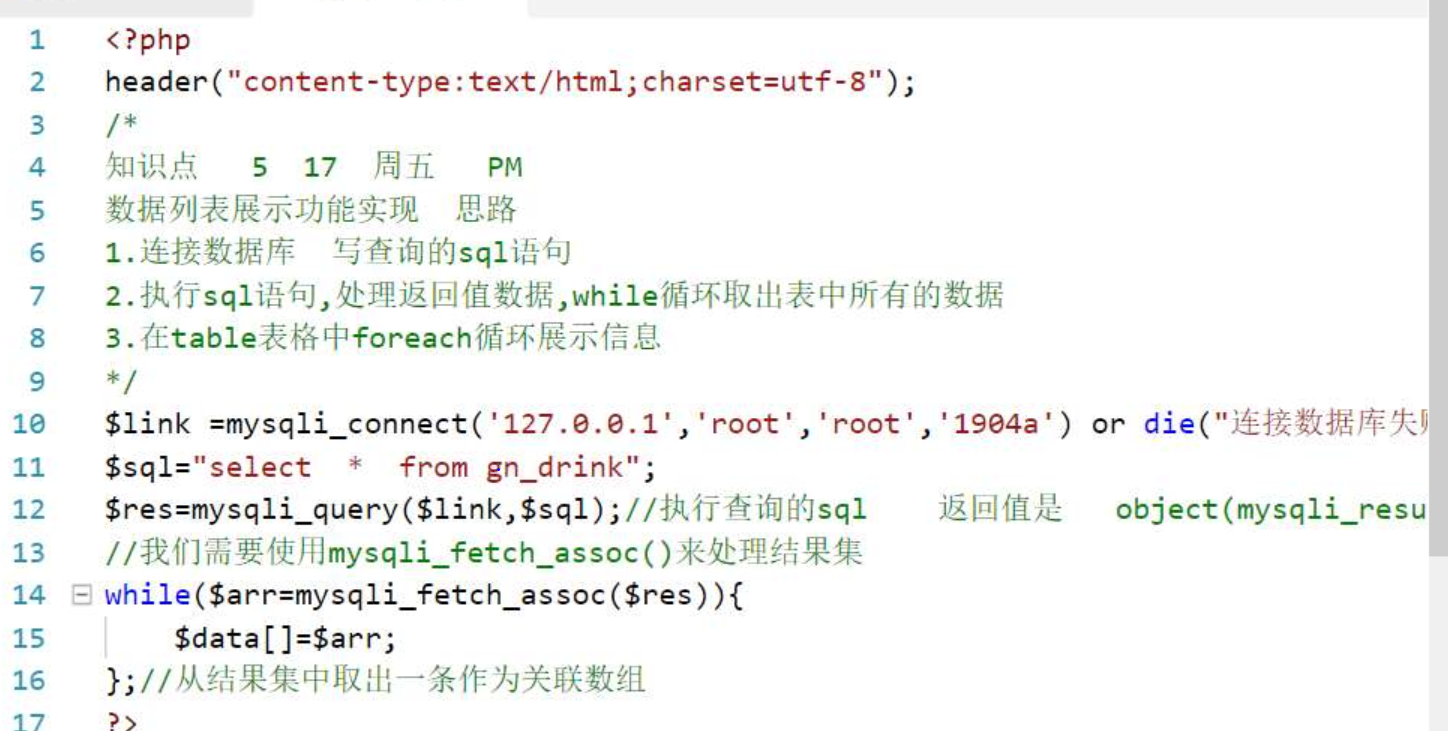 1 <?php
2 header("content-type:text/html;charset=utf-8");
3 /*
4 知识点 5 17 周五 PM
5 数据列表展示功能实现 思路
6 1.连接数据库 写查询的sql语句
7 2.执行sql语句,处理返回值数据,while循环取出表中所有的数据
8 3.在table表格中foreach循环展示信息
9 */
10 $link =mysqli_connect('127.0.0.1','root','root','1904a') or die("连接数据库失
11 $sql="select * from gn_drink";
12 $res=mysqli_query($link,$sql);//执行查询的sql 返回值是 object(mysqli_resu
13 //我们需要使用mysqli_fetch_assoc()来处理结果集
14 while($arr=mysqli_fetch_assoc($res)){
15 $data[]=$arr;
16 };//从结果集中取出一条作为关联数组
17 ?>